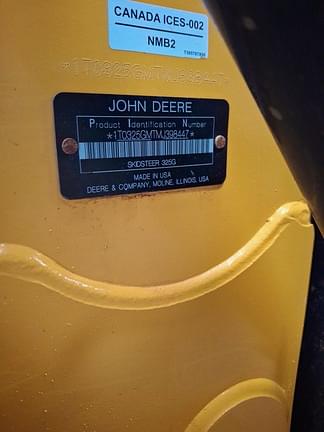 CANADA ICES-002
NMB2
*1T0325GMTMJ398447*
JOHN DEERE
Product Identification Number
*1T0325GMTMJ398447*
SKIDSTEER 325G
MADE IN USA
DEERE & COMPANY, MOLINE, ILLINOIS, USA